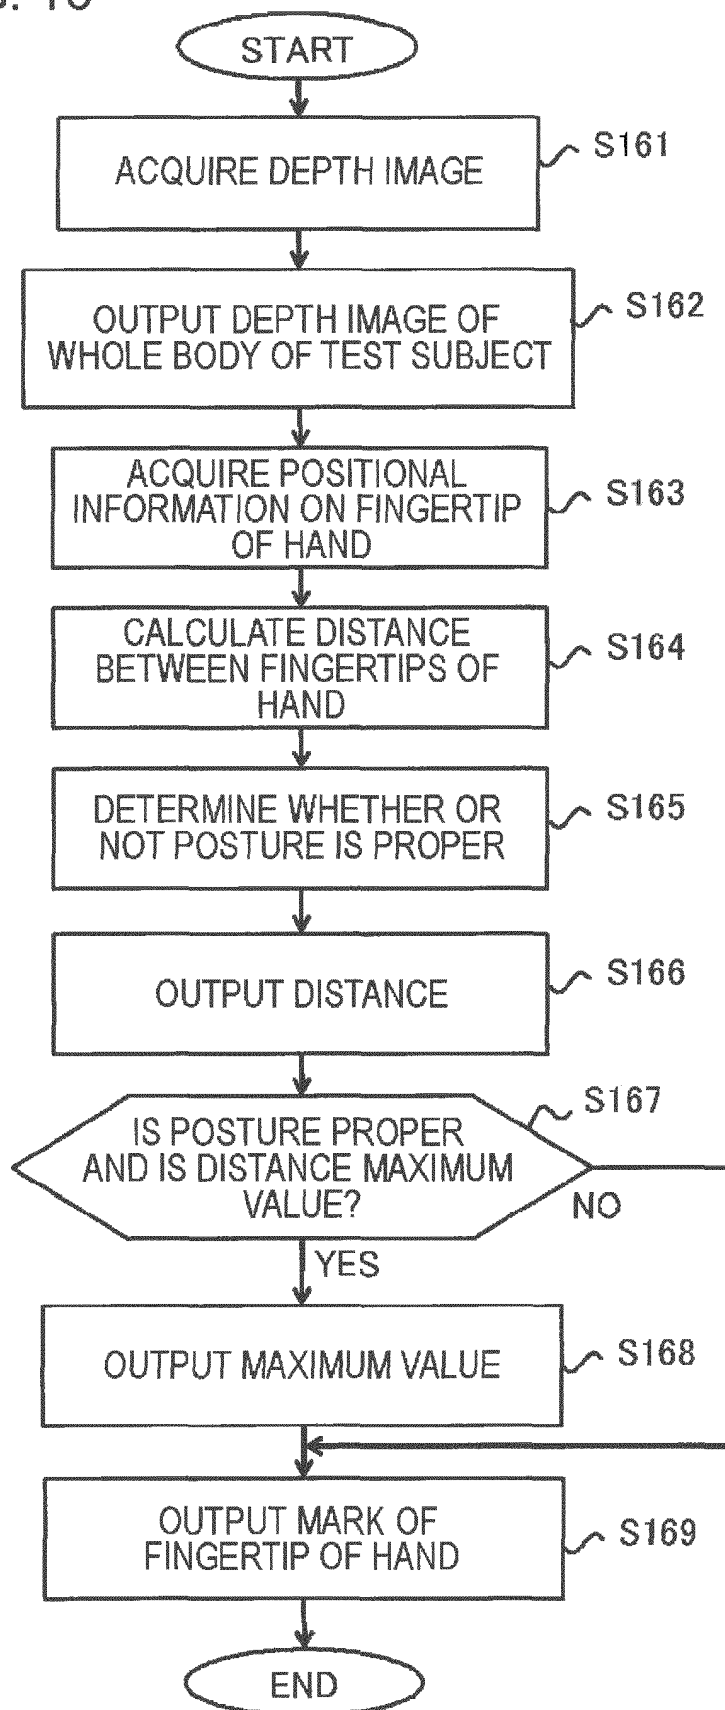 START
ACQUIRE DEPTH IMAGE
S161
OUTPUT DEPTH IMAGE OF
WHOLE BODY OF TEST SUBJECT
S162
ACQUIRE POSITIONAL
INFORMATION ON FINGERTIP
OF HAND
S163
CALCULATE DISTANCE
BETWEEN FINGERTIPS OF
HAND
S164
DETERMINE WHETHER OR
NOT POSTURE IS PROPER
S165
OUTPUT DISTANCE
S166
IS POSTURE PROPER
AND IS DISTANCE MAXIMUM
VALUE?
S167
NO
YES
OUTPUT MAXIMUM VALUE
S168
OUTPUT MARK OF
FINGERTIP OF HAND
S169
END